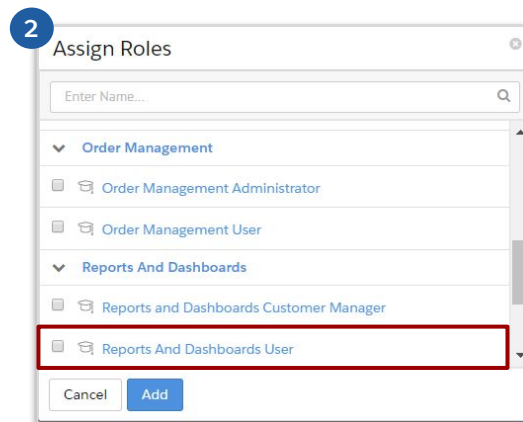 2
Assign Roles
Enter Name...
Order Management
Order Management Administrator
Order Management User
Reports And Dashboards
Reports and Dashboards Customer Manager
Reports And Dashboards User
Cancel Add